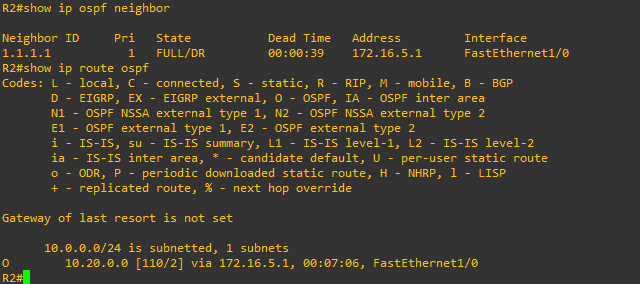 R2#show ip ospf neighbor
Neighbor ID     Pri   State           Dead Time   Address         Interface
1.1.1.1           1   FULL/DR         00:00:39    172.16.5.1      FastEthernet1/0
R2#show ip route ospf
Codes: L - local, C - connected, S - static, R - RIP, M - mobile, B - BGP
       D - EIGRP, EX - EIGRP external, O - OSPF, IA - OSPF inter area
       N1 - OSPF NSSA external type 1, N2 - OSPF NSSA external type 2
       E1 - OSPF external type 1, E2 - OSPF external type 2
       i - IS-IS, su - IS-IS summary, L1 - IS-IS level-1, L2 - IS-IS level-2
       ia - IS-IS inter area, * - candidate default, U - per-user static route
       o - ODR, P - periodic downloaded static route, H - NHRP, l - LISP
       + - replicated route, % - next hop override
Gateway of last resort is not set
      10.0.0.0/24 is subnetted, 1 subnets
O        10.20.0.0 [110/2] via 172.16.5.1, 00:07:06, FastEthernet1/0
R2#